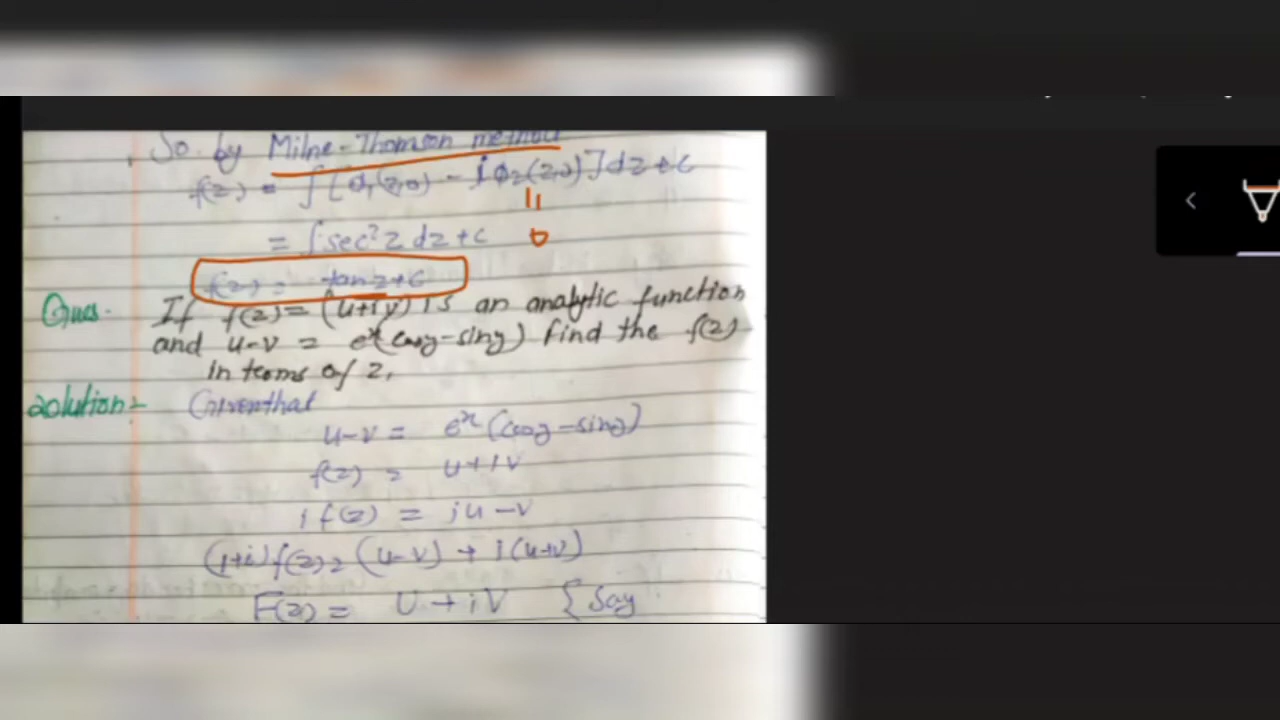 So by Milne-Thomson method
f(z) = ∫[φ₁(z,0) - iφ₂(z,0)]dz + c
||
0
= ∫sec²z dz + c
f(z) = tan z + c
Ques. If f(z) = (u+iv) is an analytic function
and u-v = eˣ(cosy-siny) find the f(z)
in terms of z.
Solution:- Given that
u-v = eˣ(cosy-siny)
f(z) = u+iv
i f(z) = iu-v
(1+i)f(z) = (u-v) + i(u+v)
F(z) = U + iV {Say